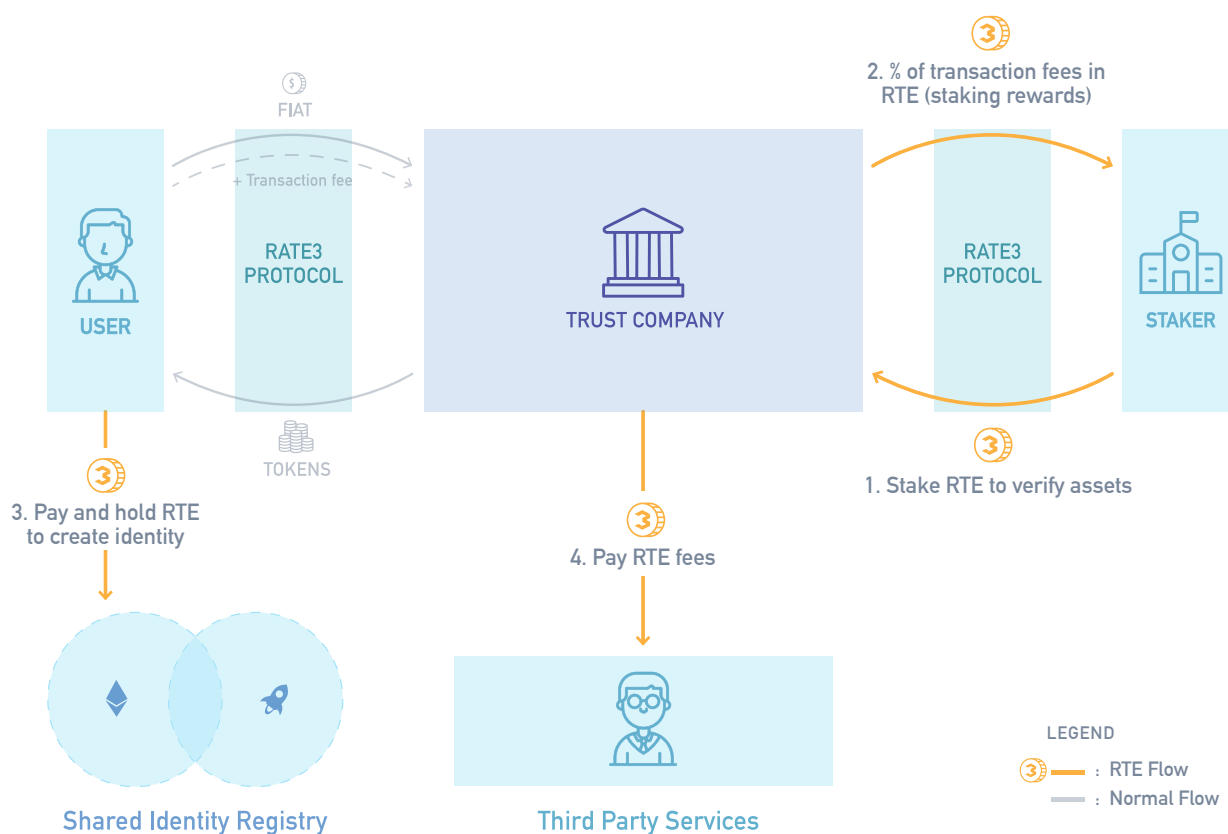 2. % of transaction fees in
RTE (staking rewards)
$
FIAT
+ Transaction fee
RATE3
PROTOCOL
USER
TRUST COMPANY
RATE3
PROTOCOL
STAKER
TOKENS
1. Stake RTE to verify assets
3. Pay and hold RTE
to create identity
4. Pay RTE fees
LEGEND
: RTE Flow
: Normal Flow
Shared Identity Registry
Third Party Services